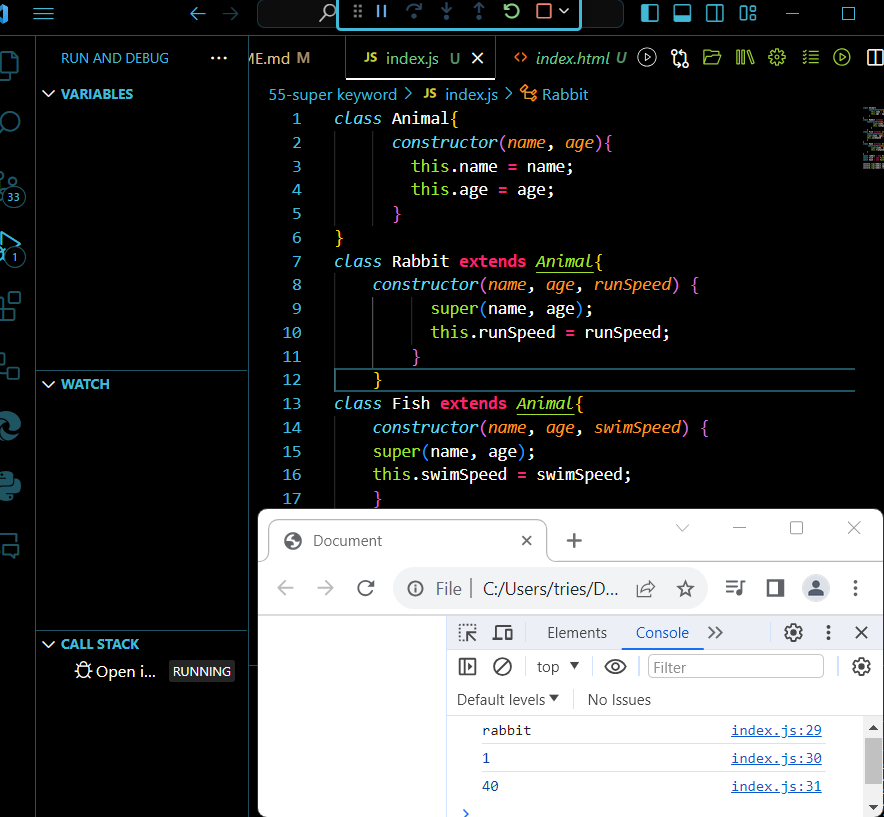 RUN AND DEBUG ...
ME.md M
JS index.js U
<> index.html U
VARIABLES
55-super keyword > JS index.js > Rabbit
1 class Animal{
2 constructor(name, age){
3 this.name = name;
4 this.age = age;
5 }
6 }
7 class Rabbit extends Animal{
8 constructor(name, age, runSpeed) {
9 super(name, age);
10 this.runSpeed = runSpeed;
11 }
12 }
13 class Fish extends Animal{
14 constructor(name, age, swimSpeed) {
15 super(name, age);
16 this.swimSpeed = swimSpeed;
17 }
33
1
WATCH
CALL STACK
Open i... RUNNING
Document
File | C:/Users/tries/D...
Elements Console
top Filter
Default levels No Issues
rabbit index.js:29
1 index.js:30
40 index.js:31